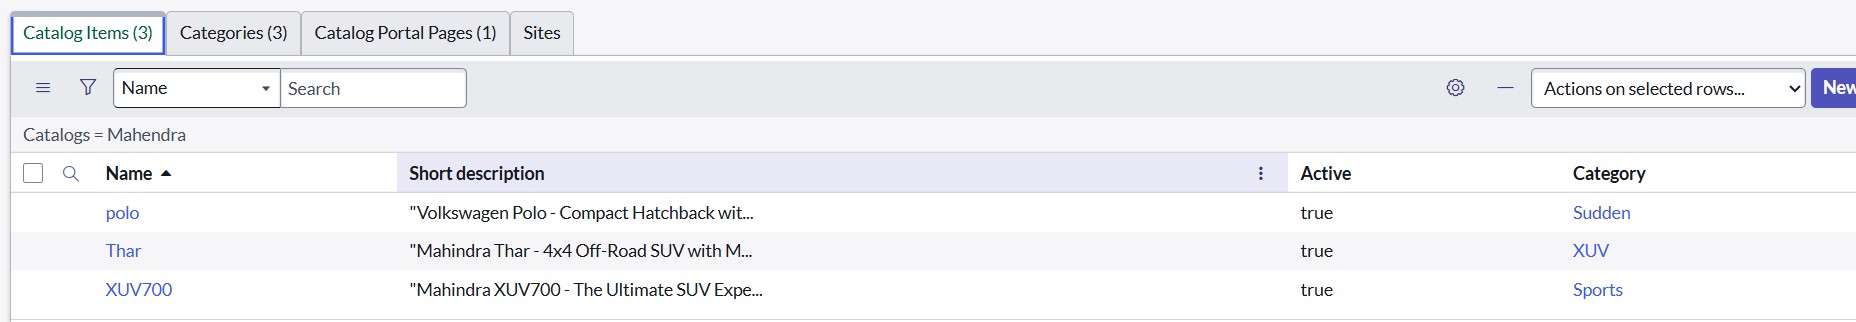 Catalog Items (3) Categories (3) Catalog Portal Pages (1) Sites
Name Search Actions on selected rows... New
Catalogs = Mahendra
Name Short description Active Category
polo "Volkswagen Polo - Compact Hatchback wit... true Sudden
Thar "Mahindra Thar - 4x4 Off-Road SUV with M... true XUV
XUV700 "Mahindra XUV700 - The Ultimate SUV Expe... true Sports